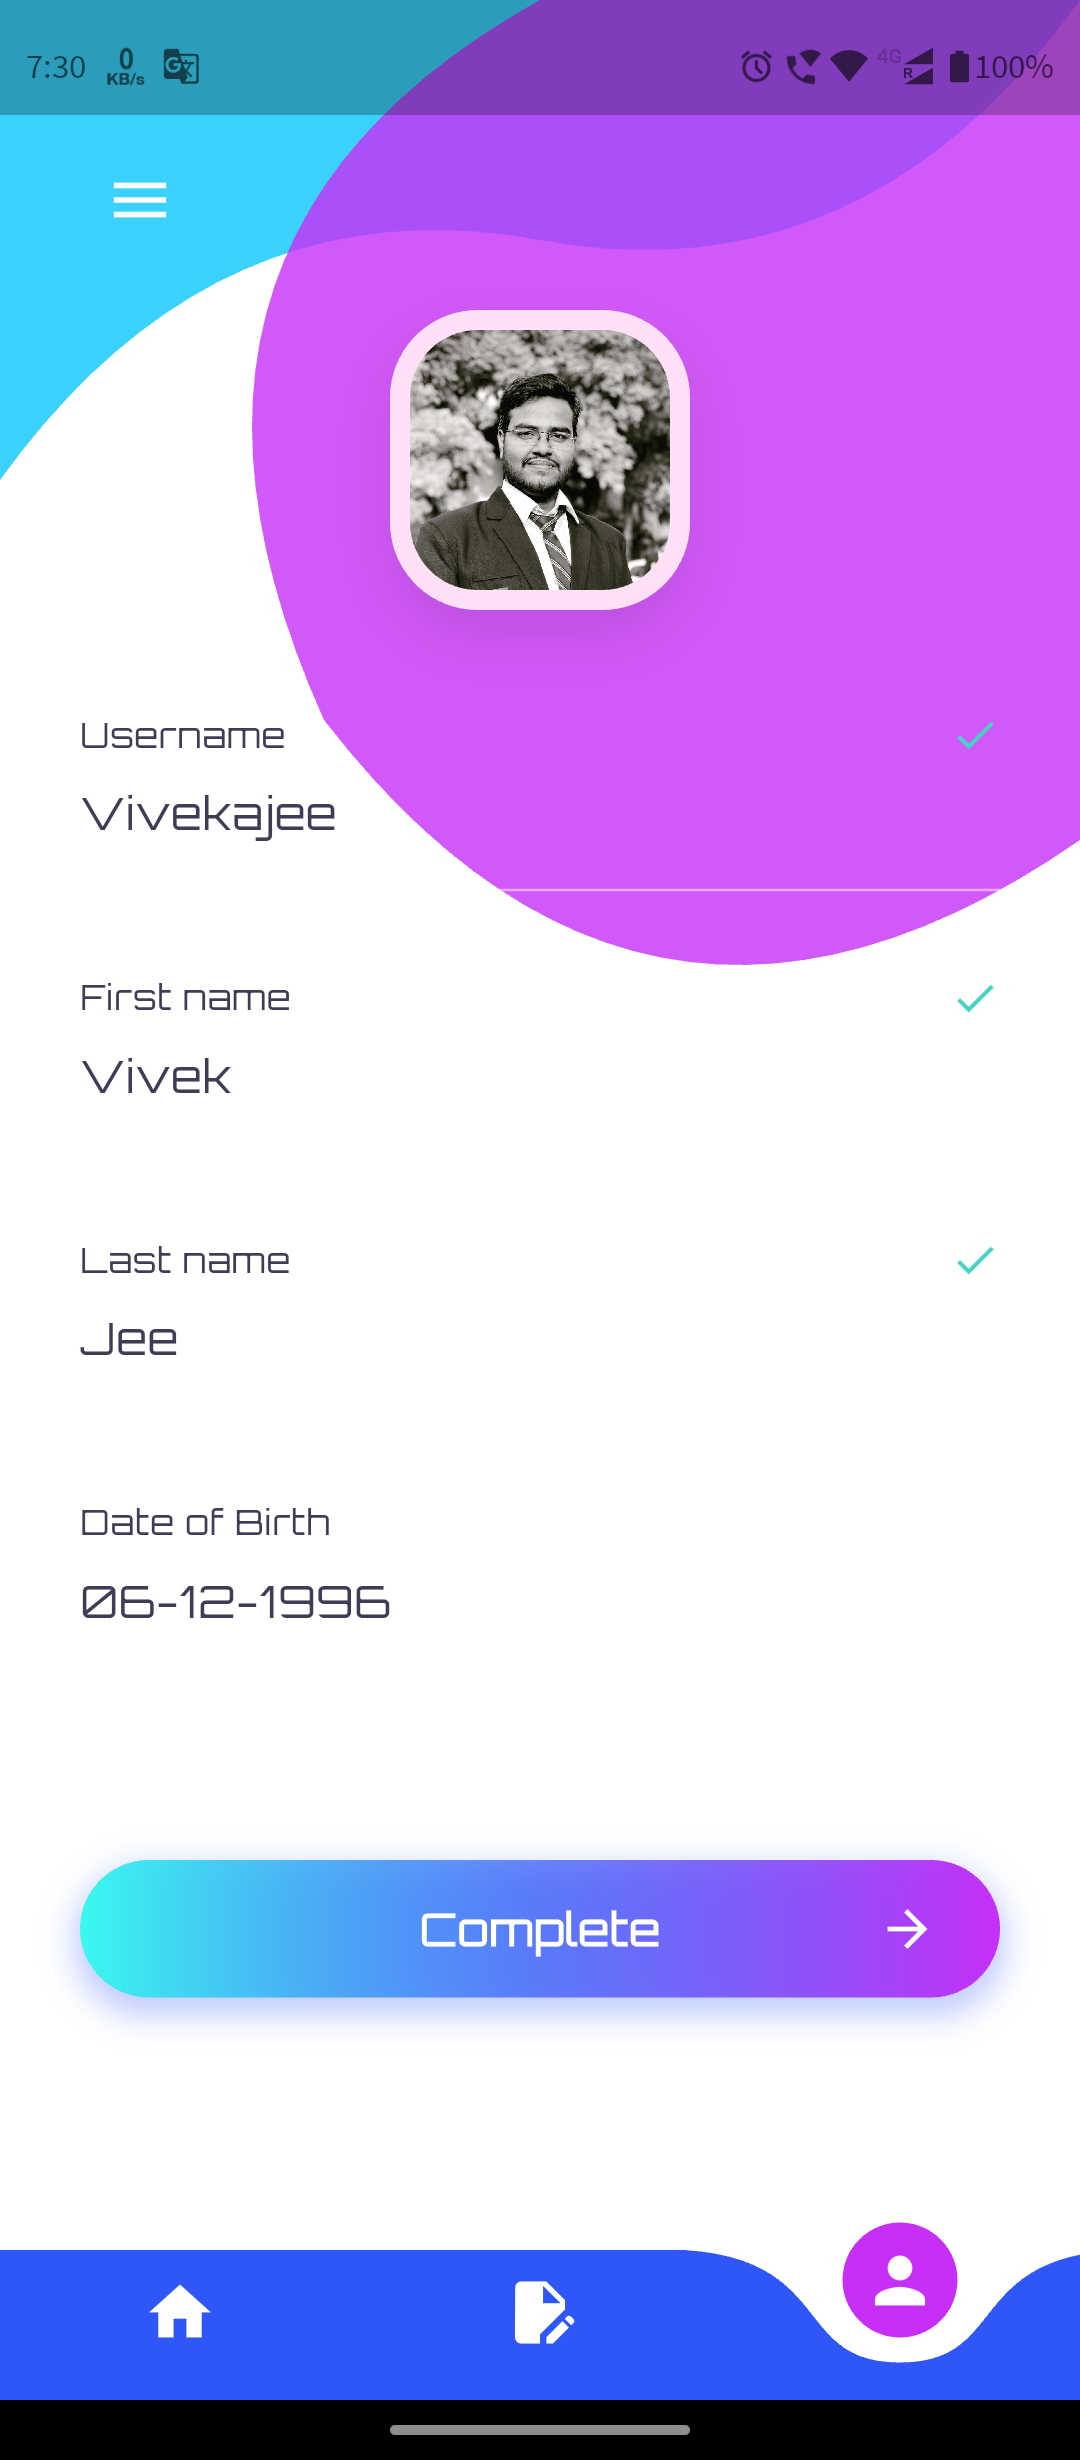 7:30 0 KB/s 4G R 100%
Username
Vivekajee
First name
Vivek
Last name
Jee
Date of Birth
06-12-1996
Complete